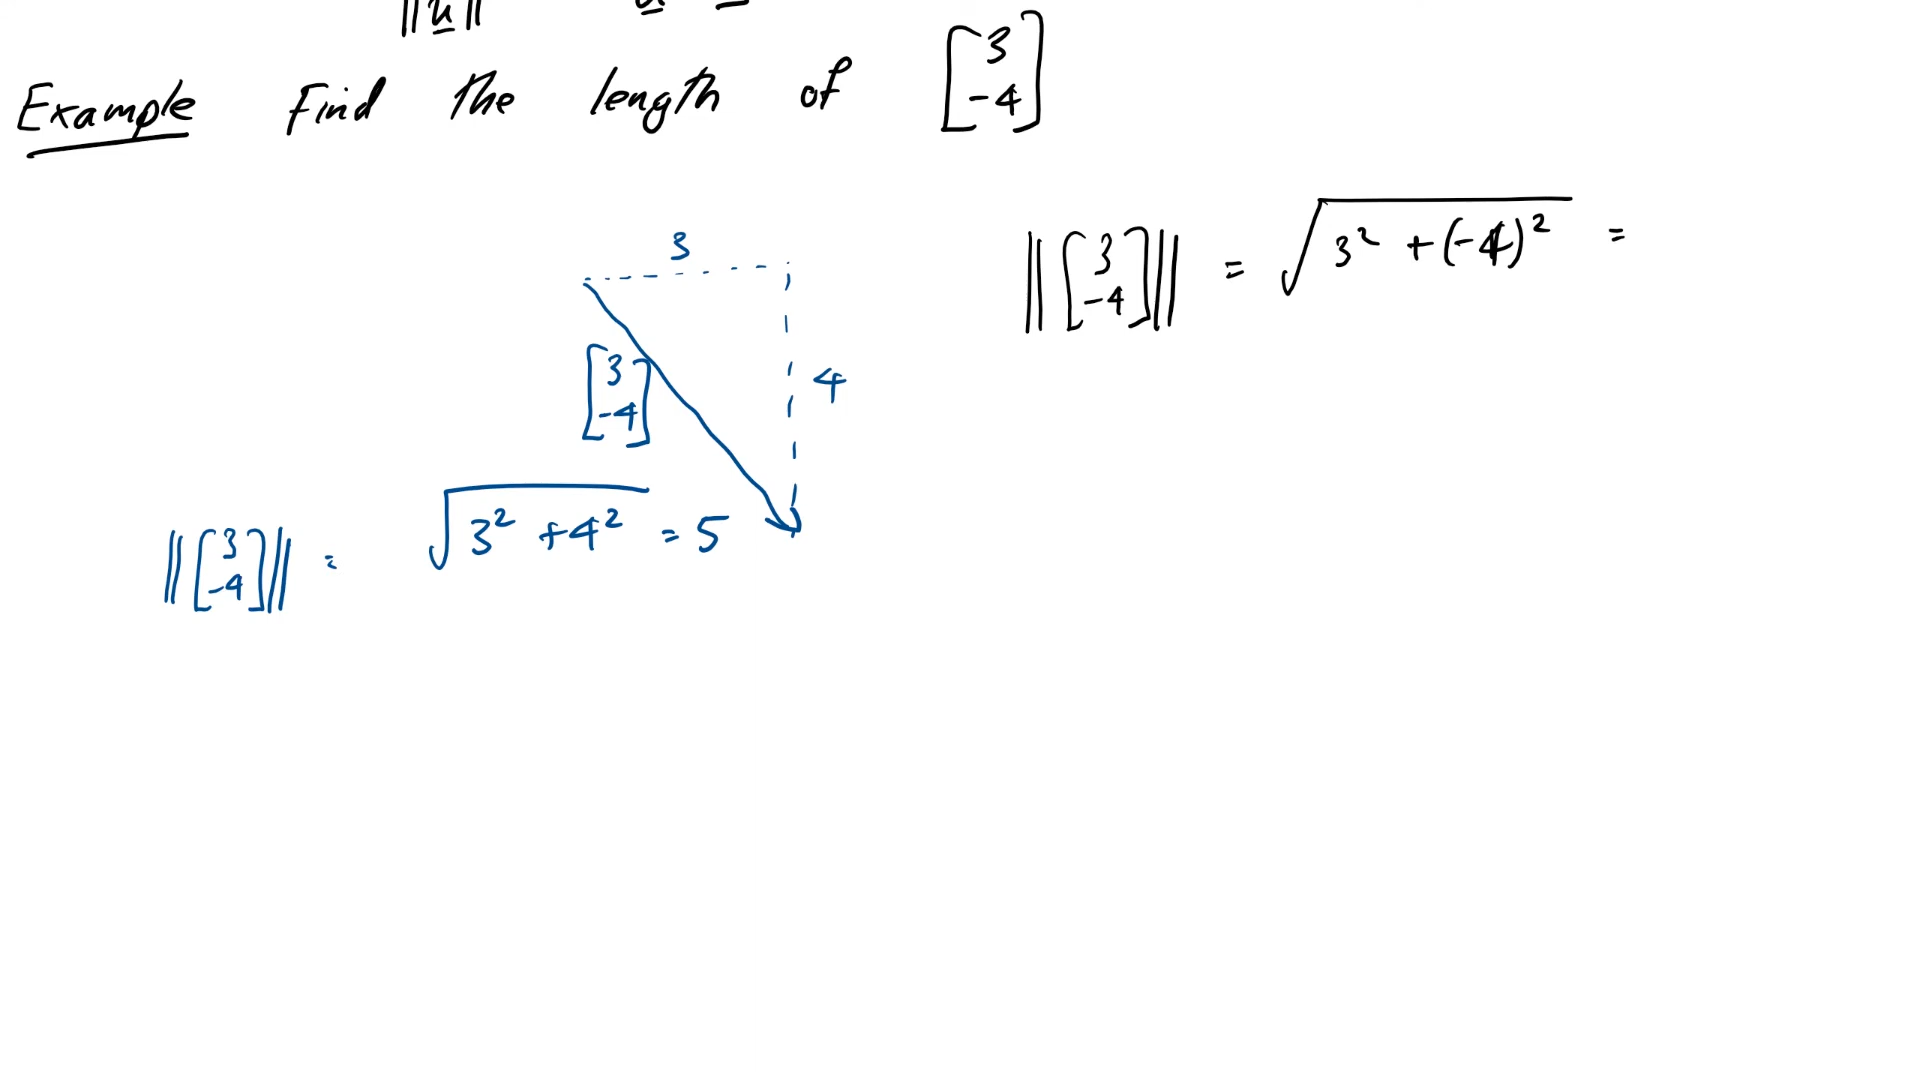 ‖u‖
Example Find the length of [3 -4]
‖[3 -4]‖ = √(3² + (-4)²) =
3
4
[3 -4]
‖[3 -4]‖ = √(3² + 4²) = 5